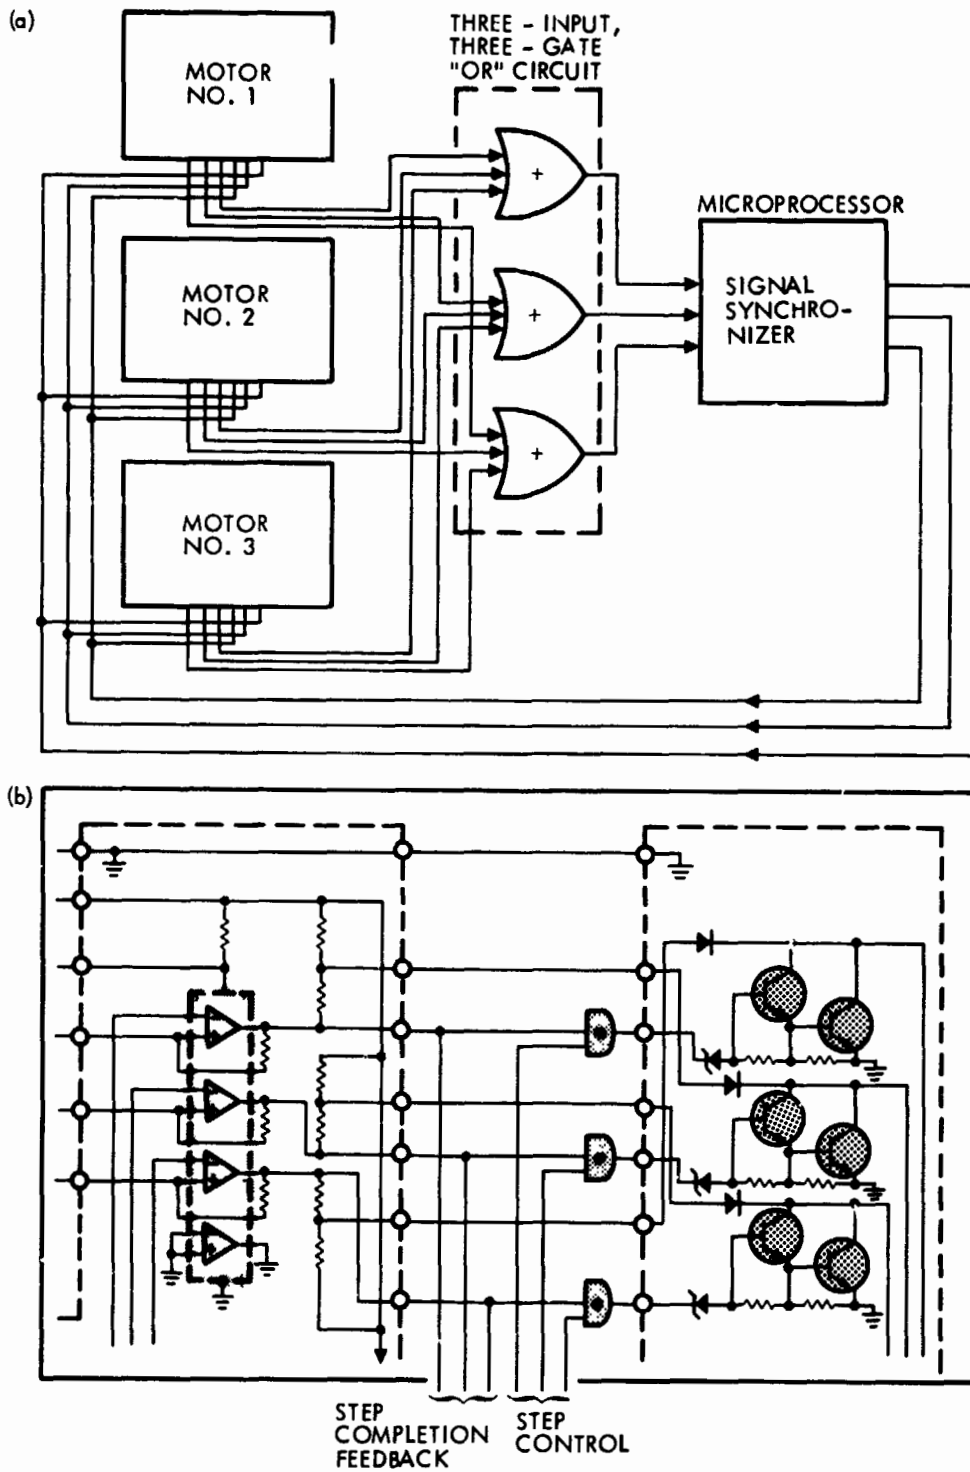 (a)
THREE - INPUT,
THREE - GATE
"OR" CIRCUIT
MOTOR
NO. 1
+
MICROPROCESSOR
MOTOR
NO. 2
+
SIGNAL
SYNCHRO-
NIZER
+
MOTOR
NO. 3
(b)
STEP
COMPLETION
FEEDBACK
STEP
CONTROL